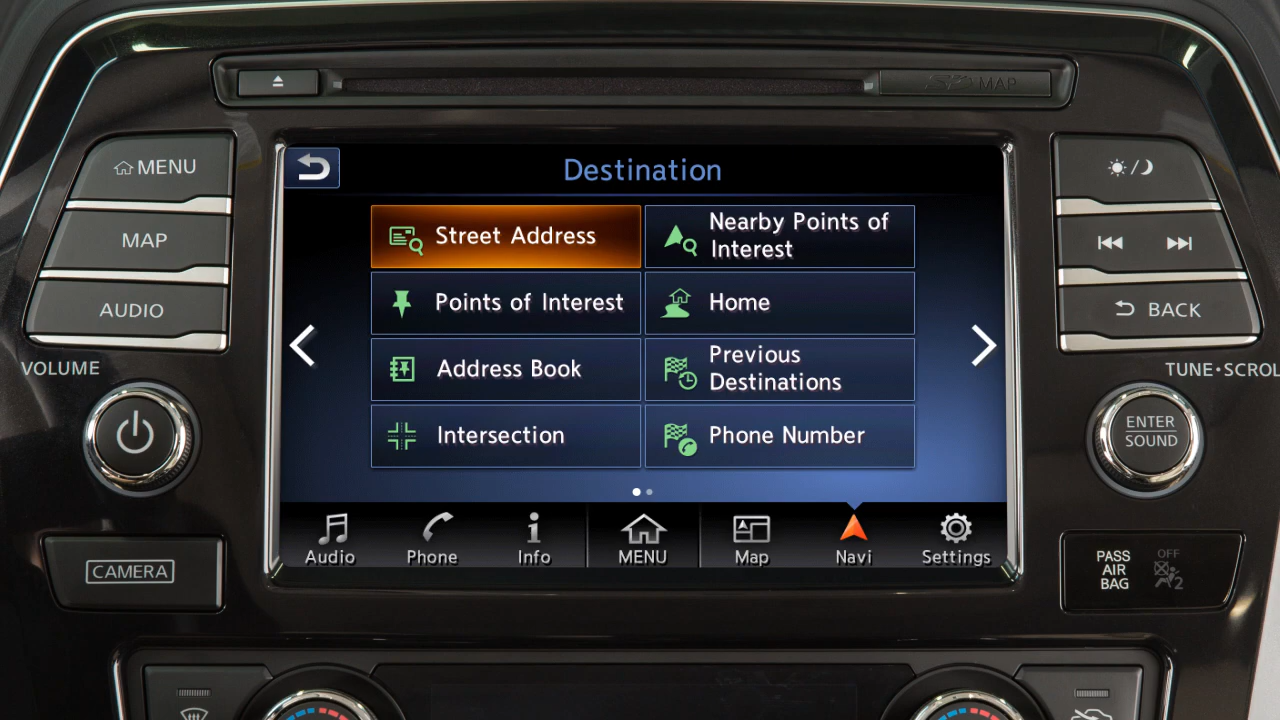 MAP
MENU
MAP
AUDIO
VOLUME
Destination
Street Address
Nearby Points of
Interest
Points of Interest
Home
Address Book
Previous
Destinations
Intersection
Phone Number
Audio
Phone
Info
MENU
Map
Navi
Settings
BACK
TUNE•SCROL
ENTER
SOUND
CAMERA
PASS
AIR
BAG
OFF
2